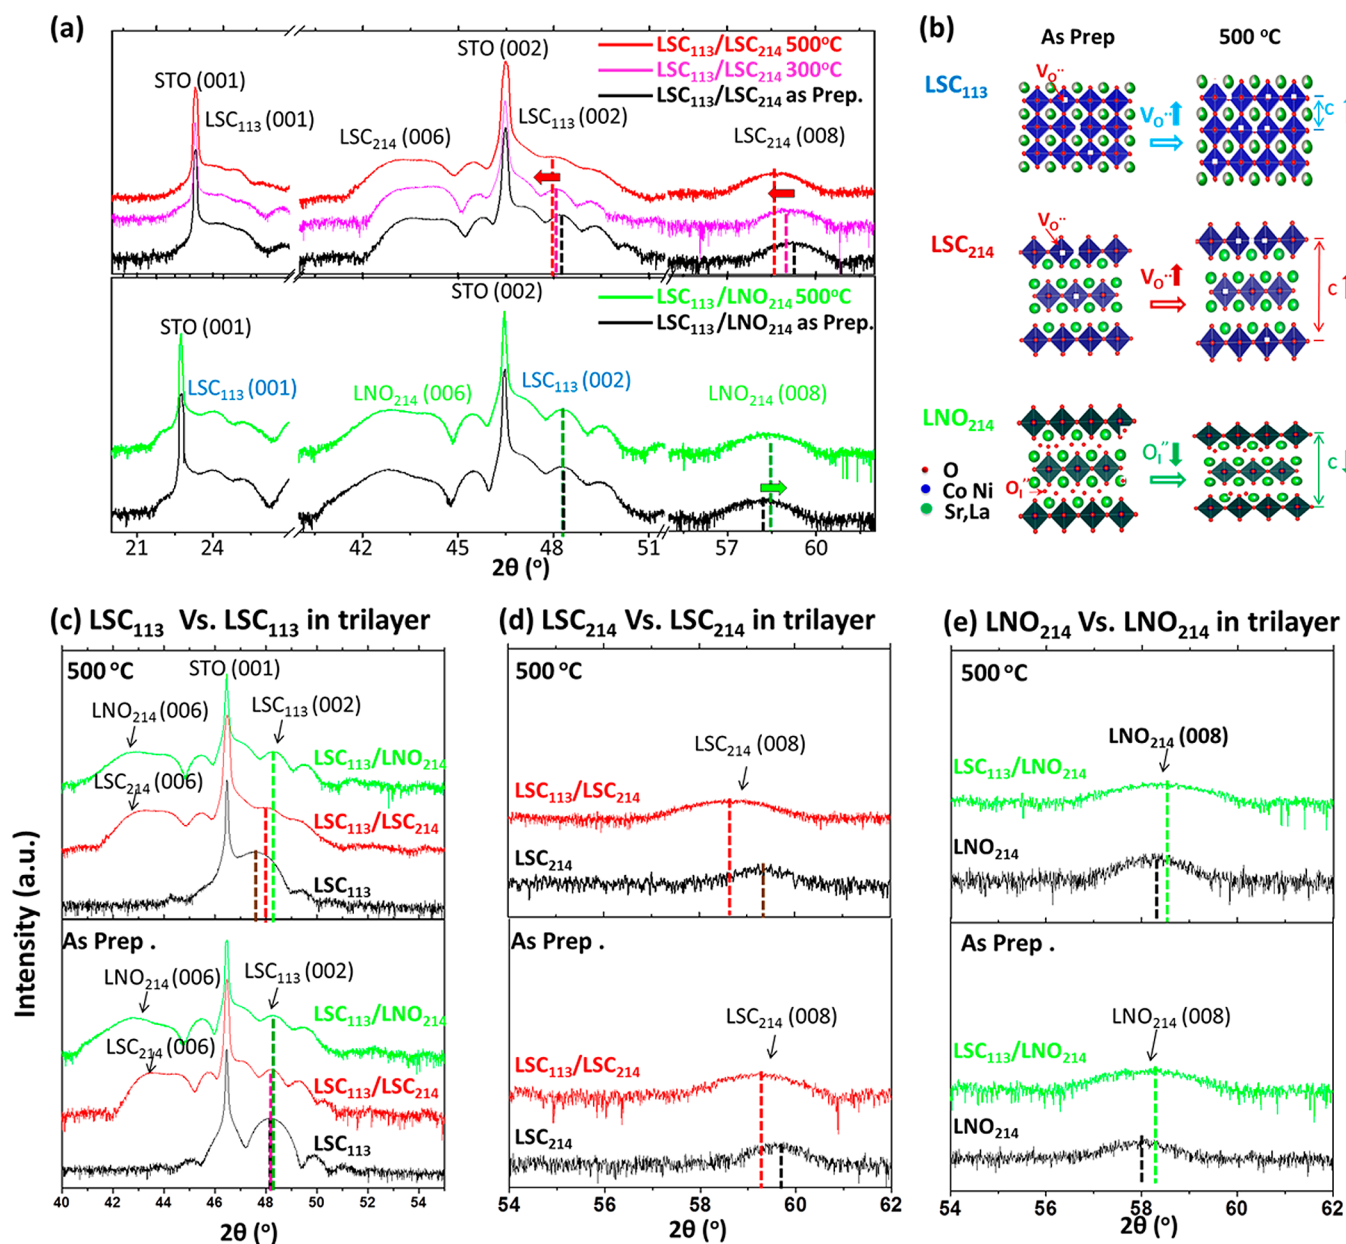 (a)
STO (001)
LSC₁₁₃ (001)
LSC₂₁₄ (006)
STO (002)
LSC₁₁₃ (002)
LSC₂₁₄ (008)
LSC₁₁₃/LSC₂₁₄ 500°C
LSC₁₁₃/LSC₂₁₄ 300°C
LSC₁₁₃/LSC₂₁₄ as Prep.
STO (001)
LSC₁₁₃ (001)
LNO₂₁₄ (006)
STO (002)
LSC₁₁₃ (002)
LNO₂₁₄ (008)
LSC₁₁₃/LNO₂₁₄ 500°C
LSC₁₁₃/LNO₂₁₄ as Prep.
21 24 42 45 48 51 57 60
2θ (°)
(b)
As Prep 500 °C
LSC₁₁₃
V_O¨
V_O¨
c
LSC₂₁₄
V_O¨
V_O¨
c
LNO₂₁₄
O_I''
O_I''
c
O
Co Ni
Sr,La
(c) LSC₁₁₃ Vs. LSC₁₁₃ in trilayer
500 °C
STO (001)
LNO₂₁₄ (006)
LSC₁₁₃ (002)
LSC₁₁₃/LNO₂₁₄
LSC₂₁₄ (006)
LSC₁₁₃/LSC₂₁₄
LSC₁₁₃
As Prep .
LNO₂₁₄ (006)
LSC₁₁₃ (002)
LSC₁₁₃/LNO₂₁₄
LSC₂₁₄ (006)
LSC₁₁₃/LSC₂₁₄
LSC₁₁₃
40 42 44 46 48 50 52 54
2θ (°)
Intensity (a.u.)
(d) LSC₂₁₄ Vs. LSC₂₁₄ in trilayer
500 °C
LSC₂₁₄ (008)
LSC₁₁₃/LSC₂₁₄
LSC₂₁₄
As Prep .
LSC₂₁₄ (008)
LSC₁₁₃/LSC₂₁₄
LSC₂₁₄
54 56 58 60 62
2θ (°)
(e) LNO₂₁₄ Vs. LNO₂₁₄ in trilayer
500 °C
LNO₂₁₄ (008)
LSC₁₁₃/LNO₂₁₄
LNO₂₁₄
As Prep .
LNO₂₁₄ (008)
LSC₁₁₃/LNO₂₁₄
LNO₂₁₄
54 56 58 60 62
2θ (°)